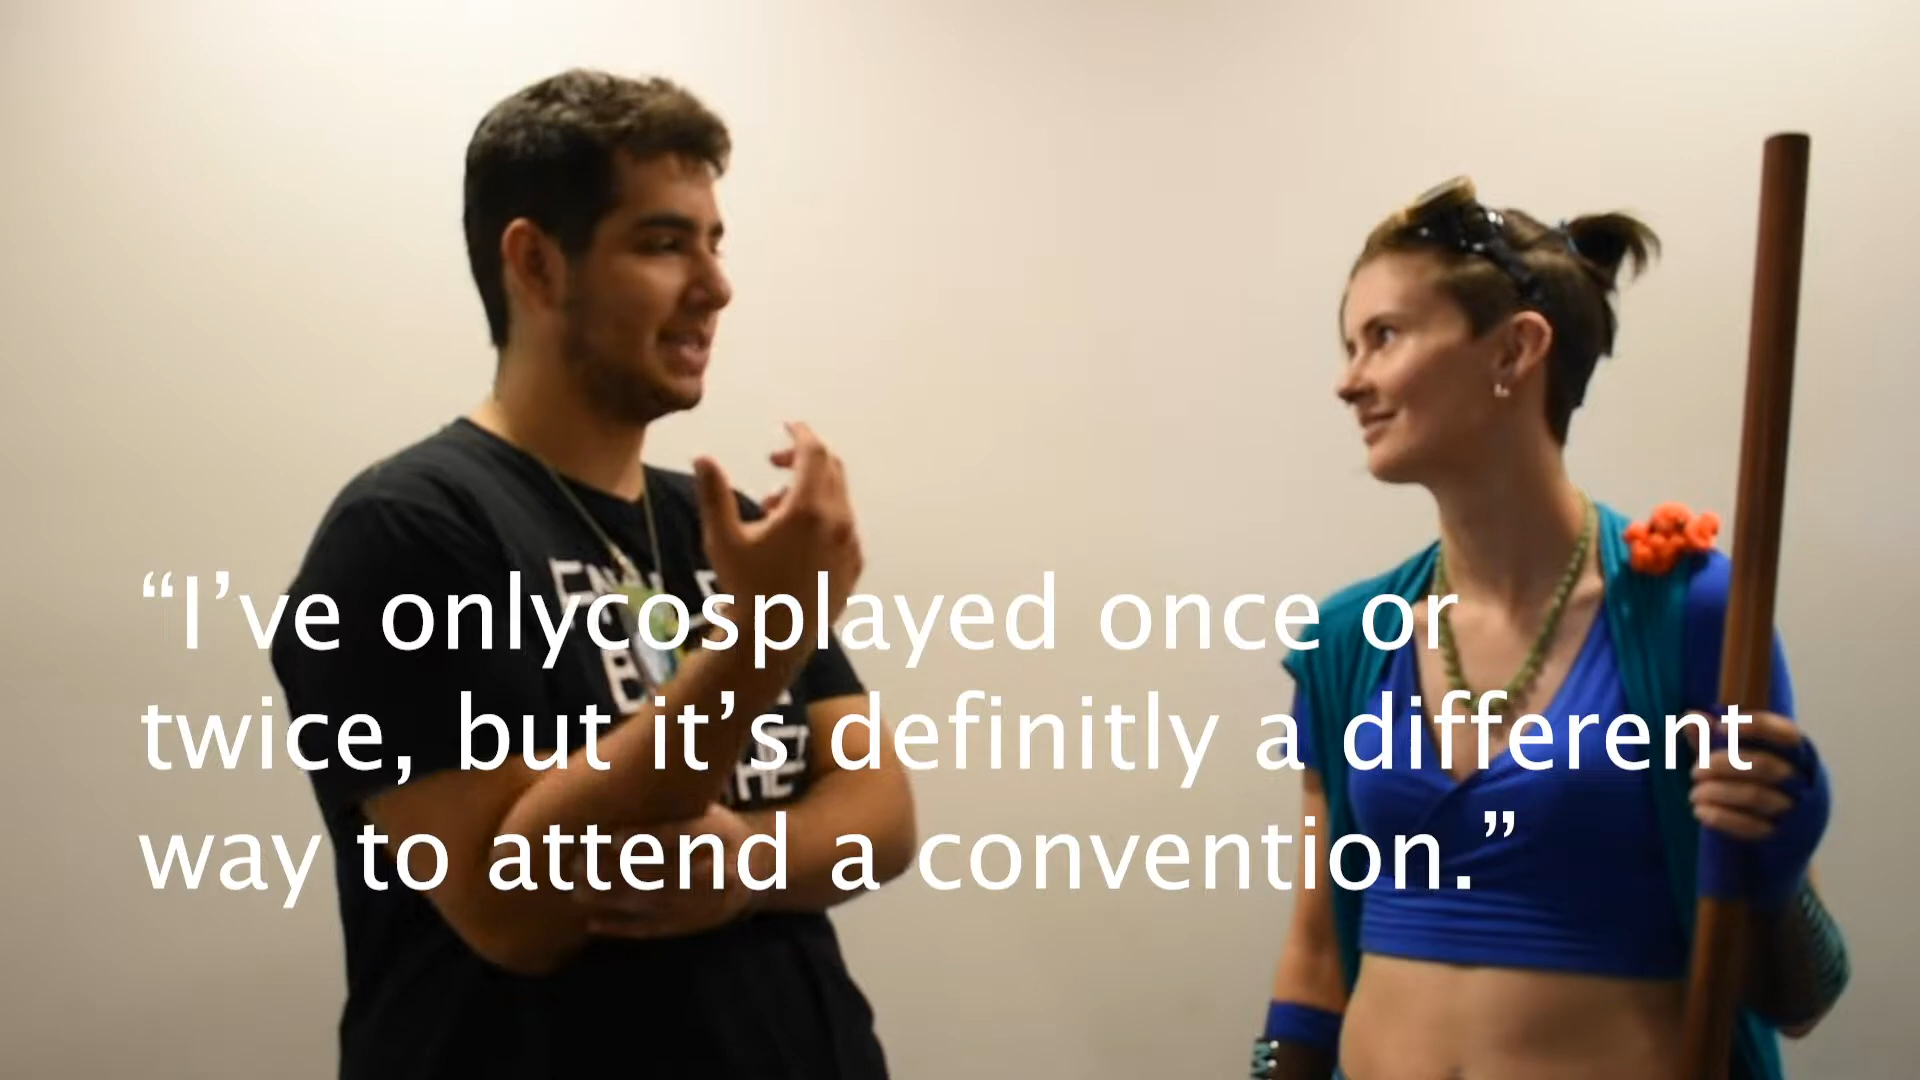 “I’ve onlycosplayed once or
twice, but it’s definitly a different
way to attend a convention.”